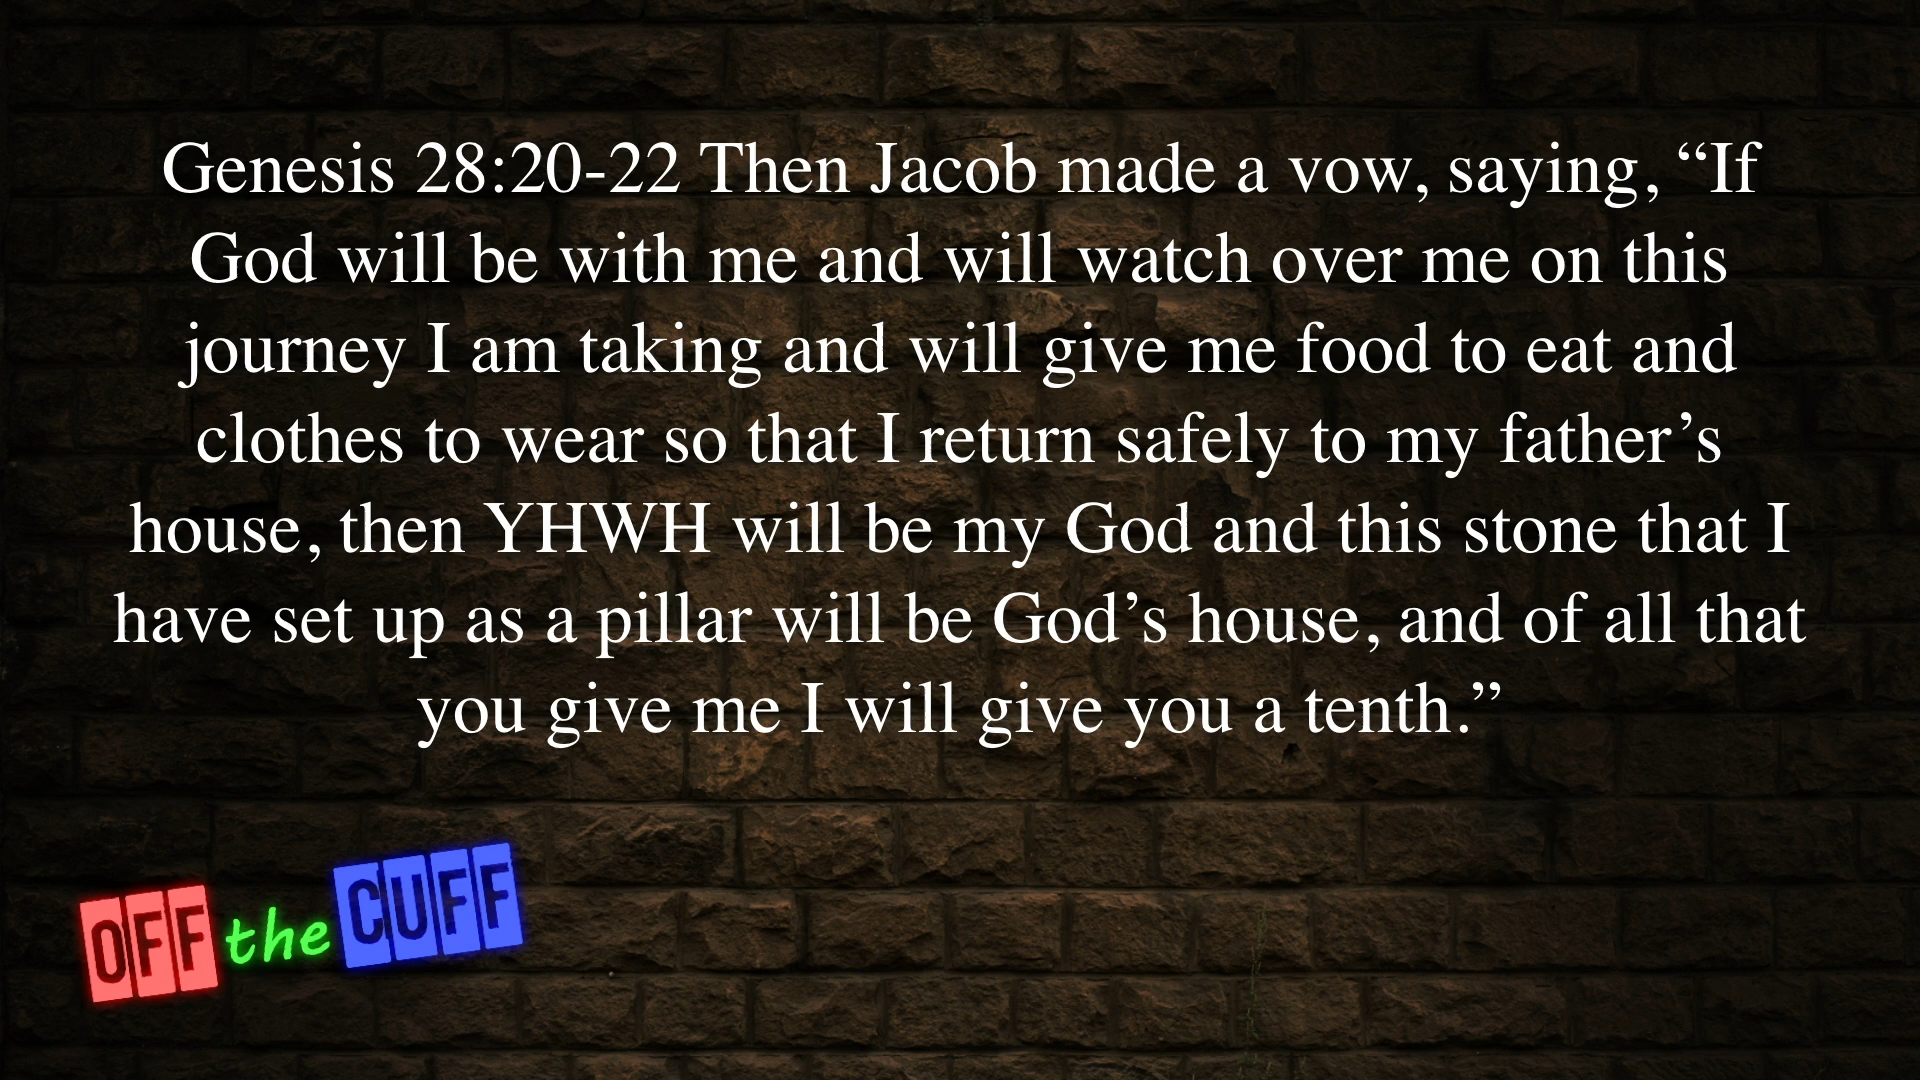 Genesis 28:20-22 Then Jacob made a vow, saying, “If
God will be with me and will watch over me on this
journey I am taking and will give me food to eat and
clothes to wear so that I return safely to my father’s
house, then YHWH will be my God and this stone that I
have set up as a pillar will be God’s house, and of all that
you give me I will give you a tenth.”
OFF the CUFF